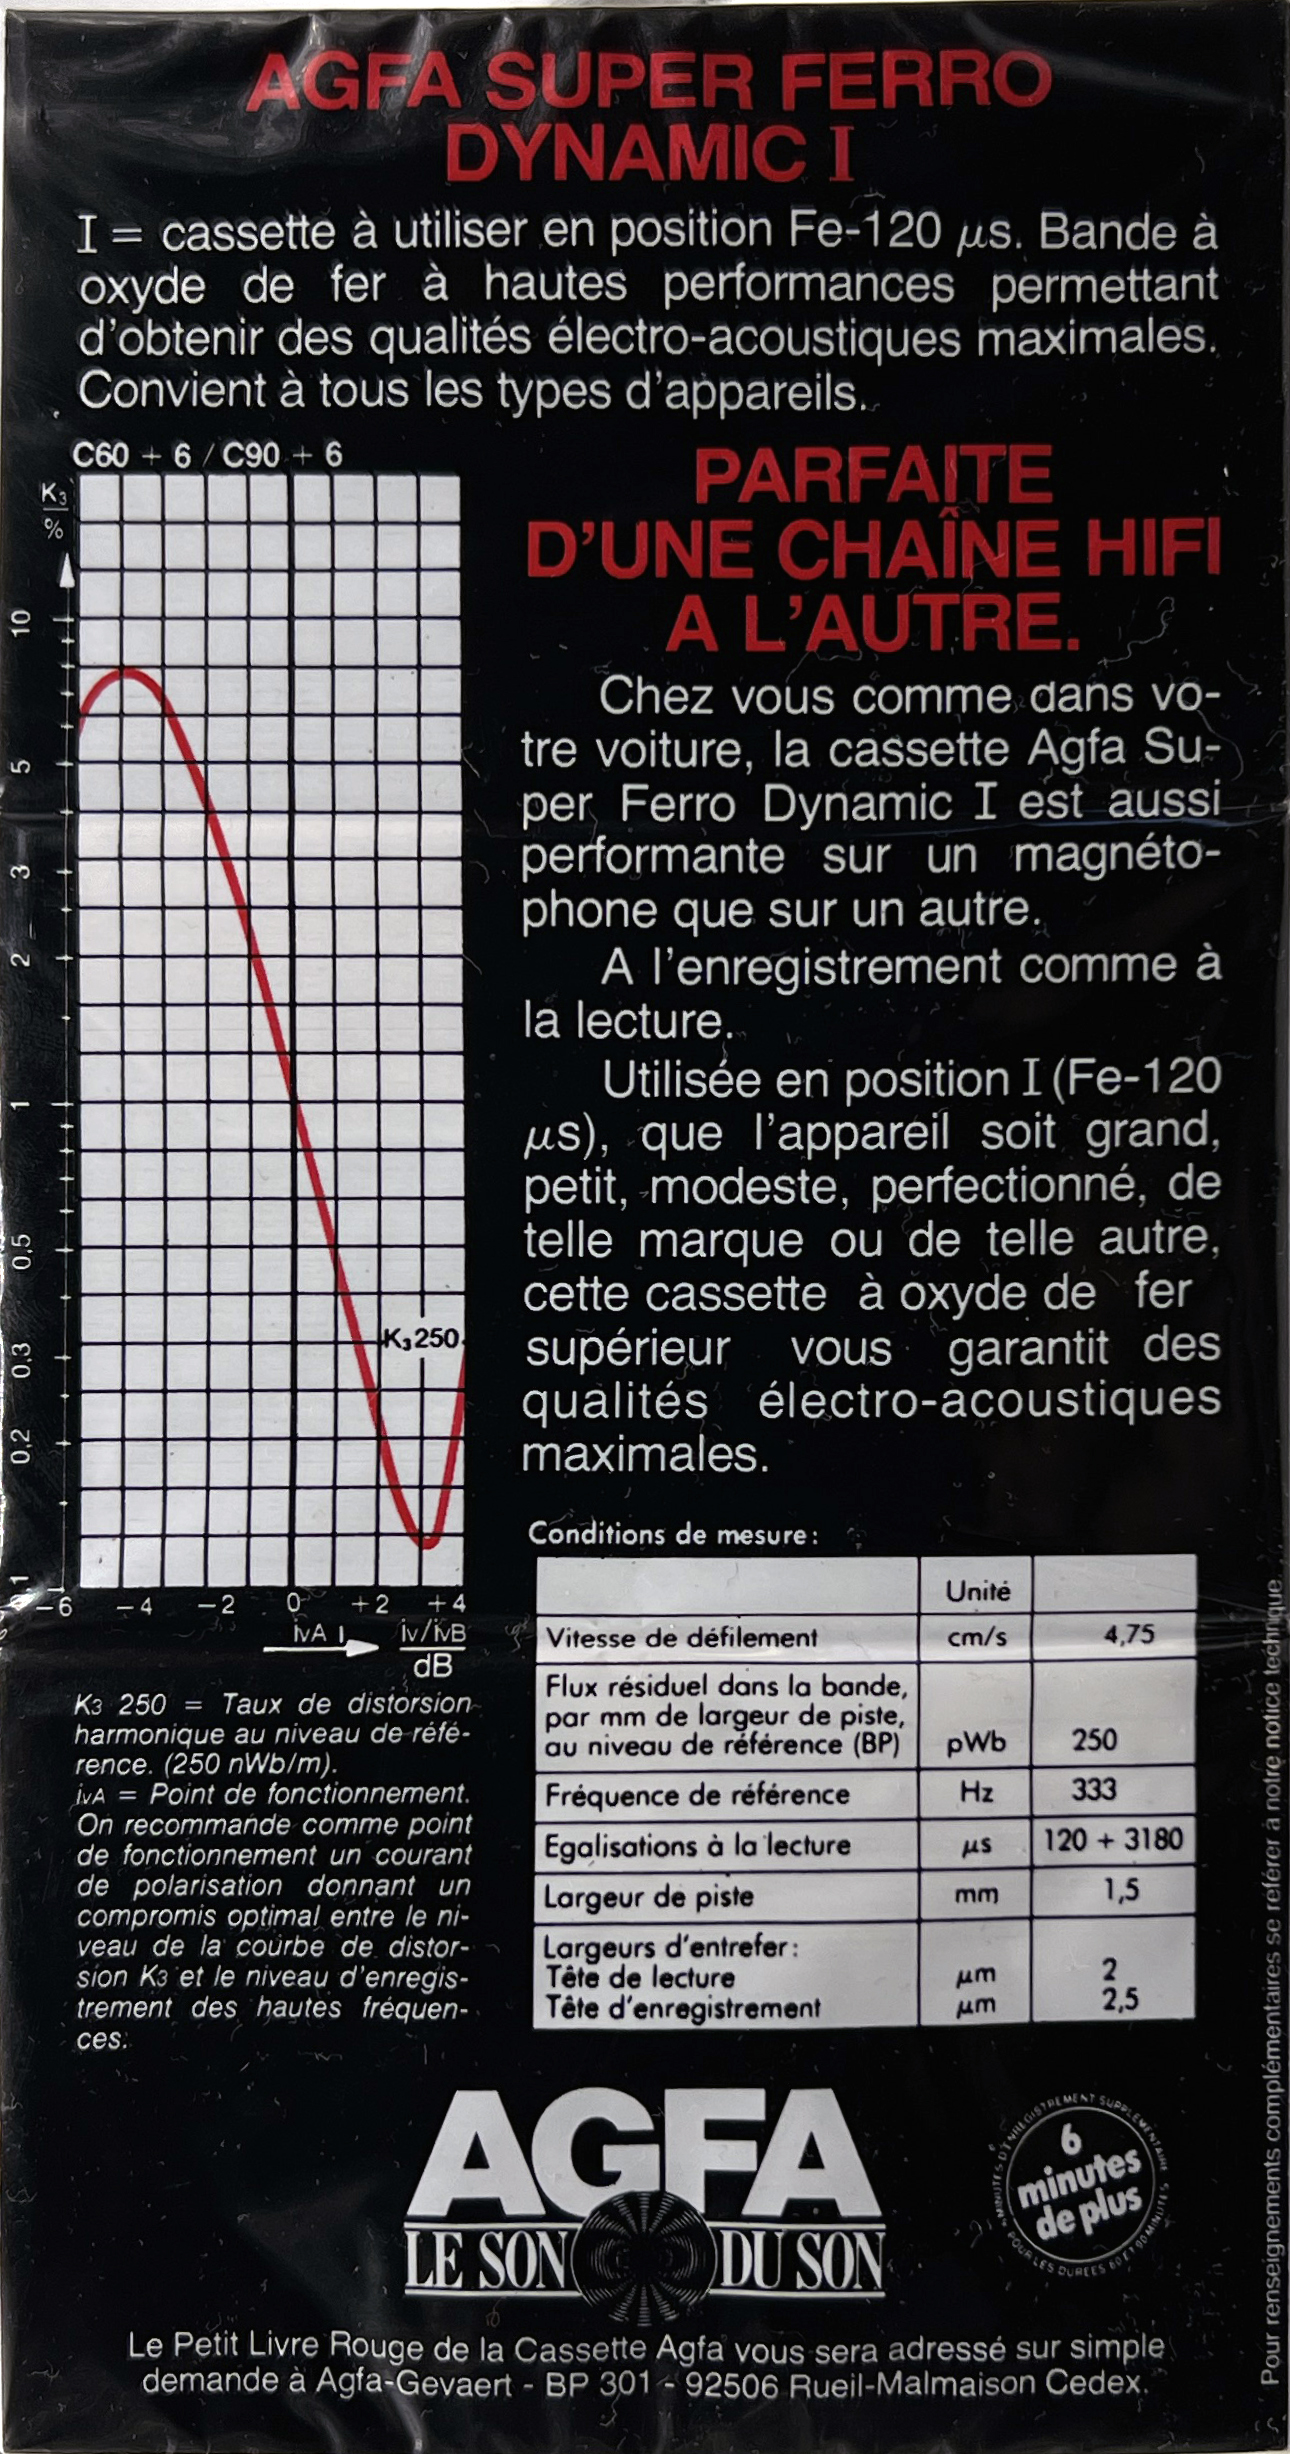 AGFA SUPER FERRO
DYNAMIC I
I = cassette à utiliser en position Fe-120 µs. Bande à
oxyde de fer à hautes performances permettant
d'obtenir des qualités électro-acoustiques maximales.
Convient à tous les types d'appareils.
C60 + 6 / C90 + 6
K3
%
10
5
3
2
1
0,5
0,3
0,2
0,1
K3 250
-6 -4 -2 0 +2 +4
ivA I
iv/ivB
dB
K3 250 = Taux de distorsion
harmonique au niveau de réfé-
rence. (250 nWb/m).
ivA = Point de fonctionnement.
On recommande comme point
de fonctionnement un courant
de polarisation donnant un
compromis optimal entre le ni-
veau de la courbe de distor-
sion K3 et le niveau d'enregis-
trement des hautes fréquen-
ces.
PARFAITE
D'UNE CHAÎNE HIFI
A L'AUTRE.
Chez vous comme dans vo-
tre voiture, la cassette Agfa Su-
per Ferro Dynamic I est aussi
performante sur un magnéto-
phone que sur un autre.
A l'enregistrement comme à
la lecture.
Utilisée en position I (Fe-120
µs), que l'appareil soit grand,
petit, modeste, perfectionné, de
telle marque ou de telle autre,
cette cassette à oxyde de fer
supérieur vous garantit des
qualités électro-acoustiques
maximales.
Conditions de mesure :
Unité
Vitesse de défilement cm/s 4,75
Flux résiduel dans la bande,
par mm de largeur de piste,
au niveau de référence (BP) pWb 250
Fréquence de référence Hz 333
Egalisations à la lecture µs 120 + 3180
Largeur de piste mm 1,5
Largeurs d'entrefer :
Tête de lecture µm 2
Tête d'enregistrement µm 2,5
AGFA
LE SON DU SON
6
minutes
de plus
MINUTES D'ENREGISTREMENT SUPPLEMENTAIRE
POUR LES DUREES 60 ET 90 MINUTES
Le Petit Livre Rouge de la Cassette Agfa vous sera adressé sur simple
demande à Agfa-Gevaert - BP 301 - 92506 Rueil-Malmaison Cedex.
Pour renseignements complémentaires se referer à notre notice technique.